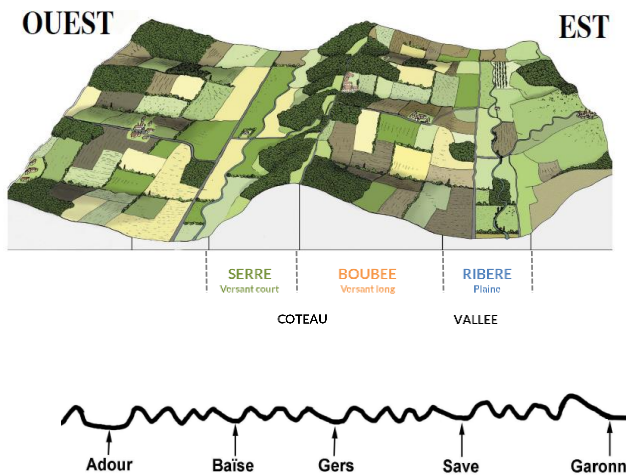 OUEST
EST
SERRE
Versant court
BOUBEE
Versant long
RIBERE
Plaine
COTEAU
VALLEE
Adour
Baïse
Gers
Save
Garonn